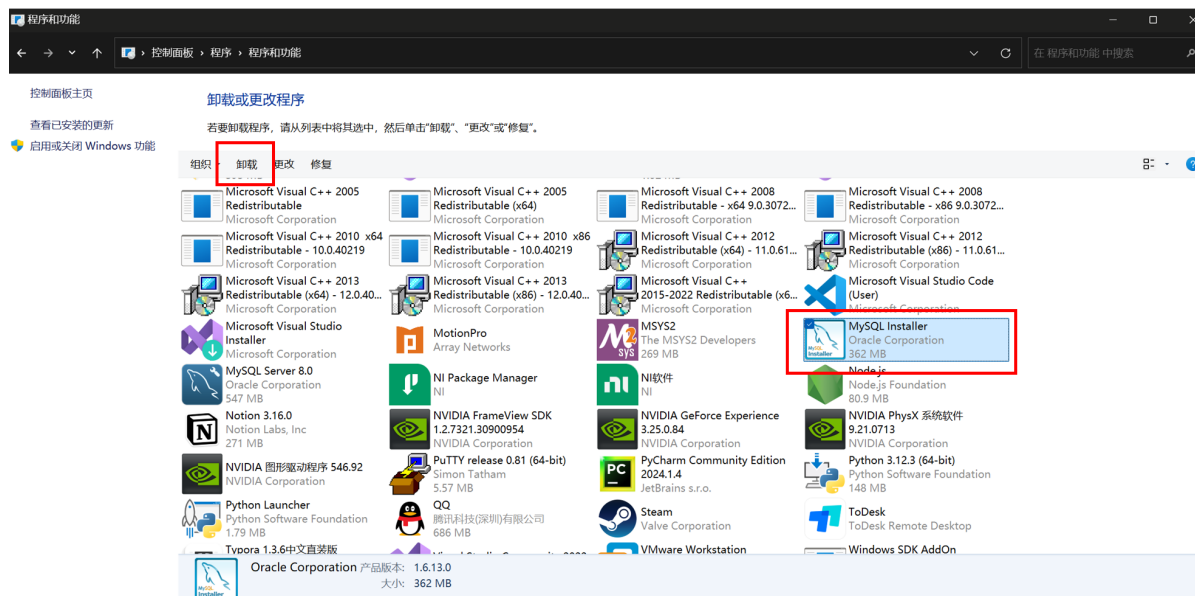 程序和功能
控制面板 › 程序 › 程序和功能
在 程序和功能 中搜索
控制面板主页
查看已安装的更新
启用或关闭 Windows 功能
卸载或更改程序
若要卸载程序，请从列表中将其选中，然后单击"卸载"、"更改"或"修复"。
组织
卸载
更改
修复
Microsoft Visual C++ 2005
Redistributable
Microsoft Corporation
Microsoft Visual C++ 2005
Redistributable (x64)
Microsoft Corporation
Microsoft Visual C++ 2008
Redistributable - x64 9.0.3072...
Microsoft Corporation
Microsoft Visual C++ 2008
Redistributable - x86 9.0.3072...
Microsoft Corporation
Microsoft Visual C++ 2010 x64
Redistributable - 10.0.40219
Microsoft Corporation
Microsoft Visual C++ 2010 x86
Redistributable - 10.0.40219
Microsoft Corporation
Microsoft Visual C++ 2012
Redistributable (x64) - 11.0.61...
Microsoft Corporation
Microsoft Visual C++ 2012
Redistributable (x86) - 11.0.61...
Microsoft Corporation
Microsoft Visual C++ 2013
Redistributable (x64) - 12.0.40...
Microsoft Corporation
Microsoft Visual C++ 2013
Redistributable (x86) - 12.0.40...
Microsoft Corporation
Microsoft Visual C++
2015-2022 Redistributable (x6...
Microsoft Corporation
Microsoft Visual Studio Code
(User)
Microsoft Corporation
Microsoft Visual Studio
Installer
Microsoft Corporation
MotionPro
Array Networks
MSYS2
The MSYS2 Developers
269 MB
MySQL Installer
Oracle Corporation
362 MB
MySQL Server 8.0
Oracle Corporation
547 MB
NI Package Manager
NI
NI软件
NI
Node.js
Node.js Foundation
80.9 MB
Notion 3.16.0
Notion Labs, Inc
271 MB
NVIDIA FrameView SDK
1.2.7321.30900954
NVIDIA Corporation
NVIDIA GeForce Experience
3.25.0.84
NVIDIA Corporation
NVIDIA PhysX 系统软件
9.21.0713
NVIDIA Corporation
NVIDIA 图形驱动程序 546.92
NVIDIA Corporation
PuTTY release 0.81 (64-bit)
Simon Tatham
5.57 MB
PyCharm Community Edition
2024.1.4
JetBrains s.r.o.
Python 3.12.3 (64-bit)
Python Software Foundation
148 MB
Python Launcher
Python Software Foundation
1.79 MB
QQ
腾讯科技(深圳)有限公司
686 MB
Steam
Valve Corporation
ToDesk
ToDesk Remote Desktop
Typora 1.3.6中文直装版
VMware Workstation
Windows SDK AddOn
Oracle Corporation 产品版本: 1.6.13.0
大小: 362 MB